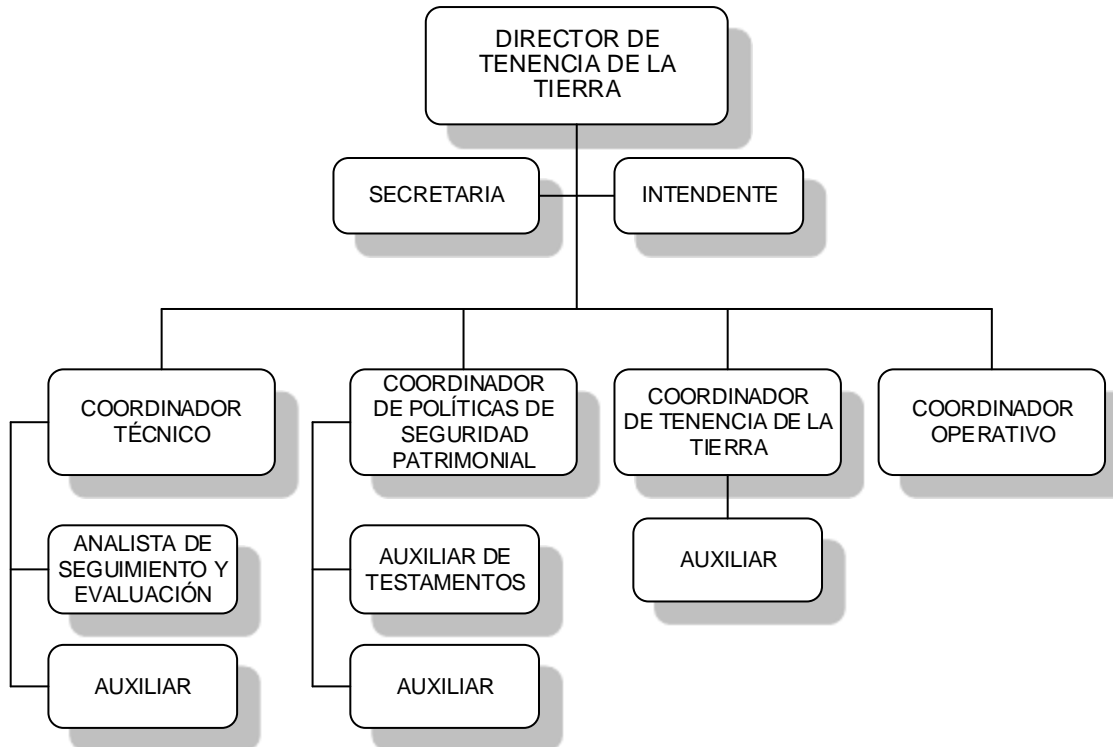 DIRECTOR DE
TENENCIA DE LA
TIERRA
SECRETARIA
INTENDENTE
COORDINADOR
TÉCNICO
COORDINADOR
DE POLÍTICAS DE
SEGURIDAD
PATRIMONIAL
COORDINADOR
DE TENENCIA DE LA
TIERRA
COORDINADOR
OPERATIVO
ANALISTA DE
SEGUIMIENTO Y
EVALUACIÓN
AUXILIAR DE
TESTAMENTOS
AUXILIAR
AUXILIAR
AUXILIAR